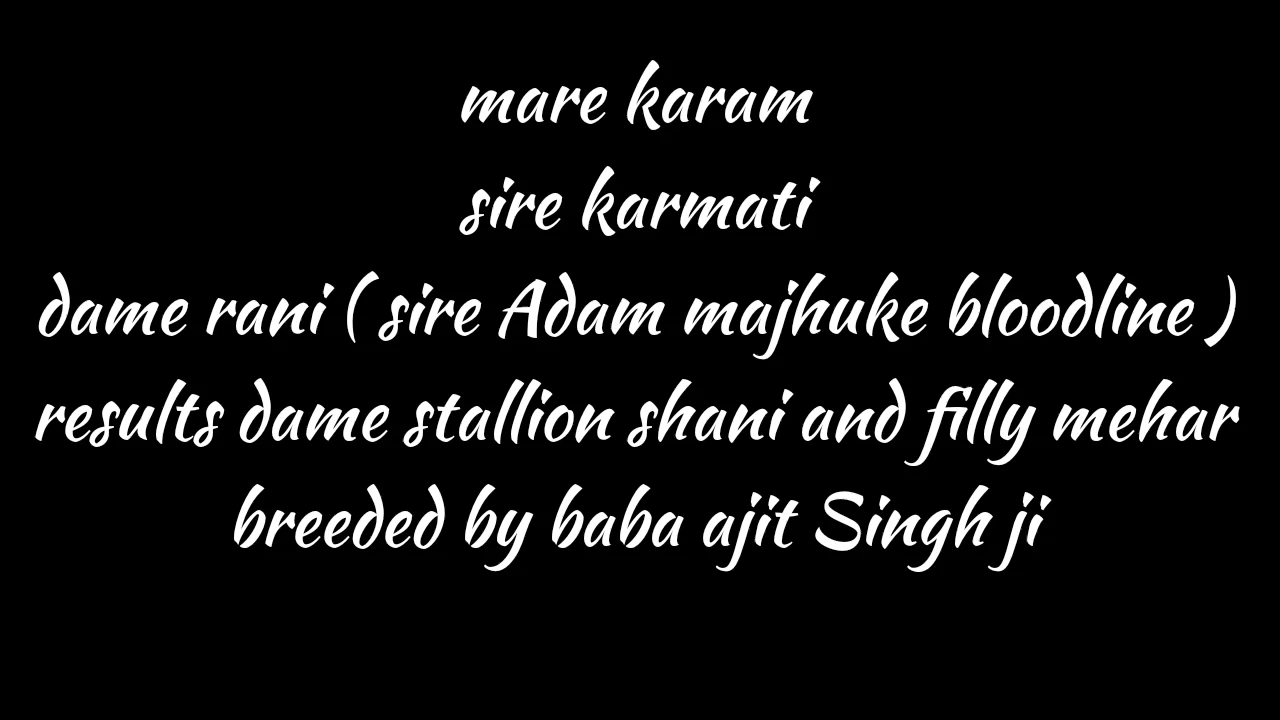 mare karam
sire karmati
dame rani ( sire Adam majhuke bloodline )
results dame stallion shani and filly mehar
breeded by baba ajit Singh ji